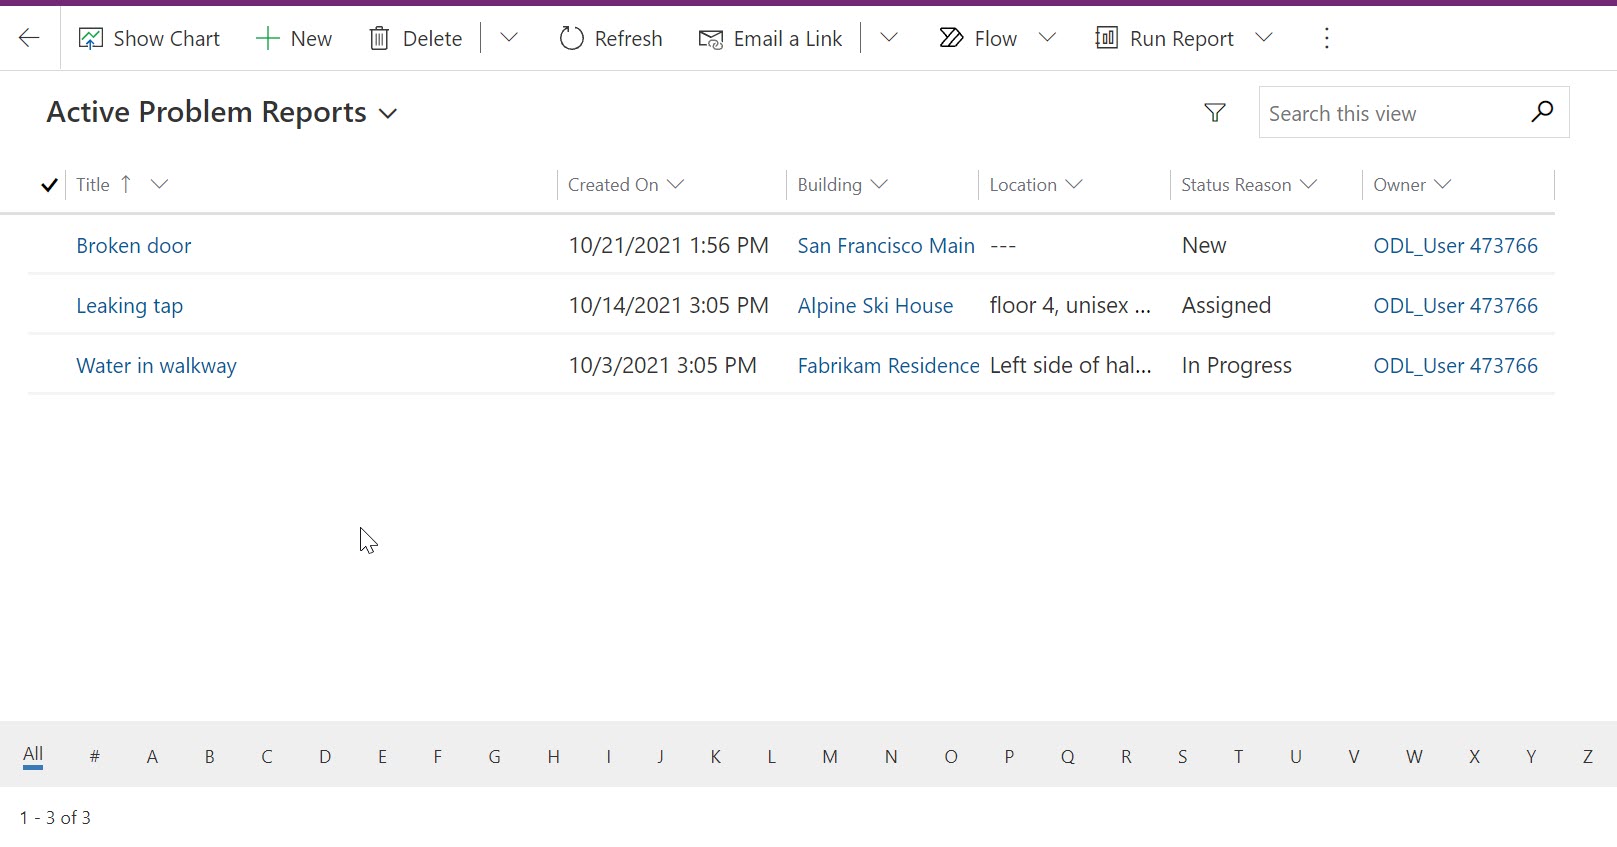 Show Chart New Delete Refresh Email a Link Flow Run Report
Active Problem Reports
Search this view
Title Created On Building Location Status Reason Owner
Broken door 10/21/2021 1:56 PM San Francisco Main --- New ODL_User 473766
Leaking tap 10/14/2021 3:05 PM Alpine Ski House floor 4, unisex ... Assigned ODL_User 473766
Water in walkway 10/3/2021 3:05 PM Fabrikam Residence Left side of hal... In Progress ODL_User 473766
All # A B C D E F G H I J K L M N O P Q R S T U V W X Y Z
1 - 3 of 3